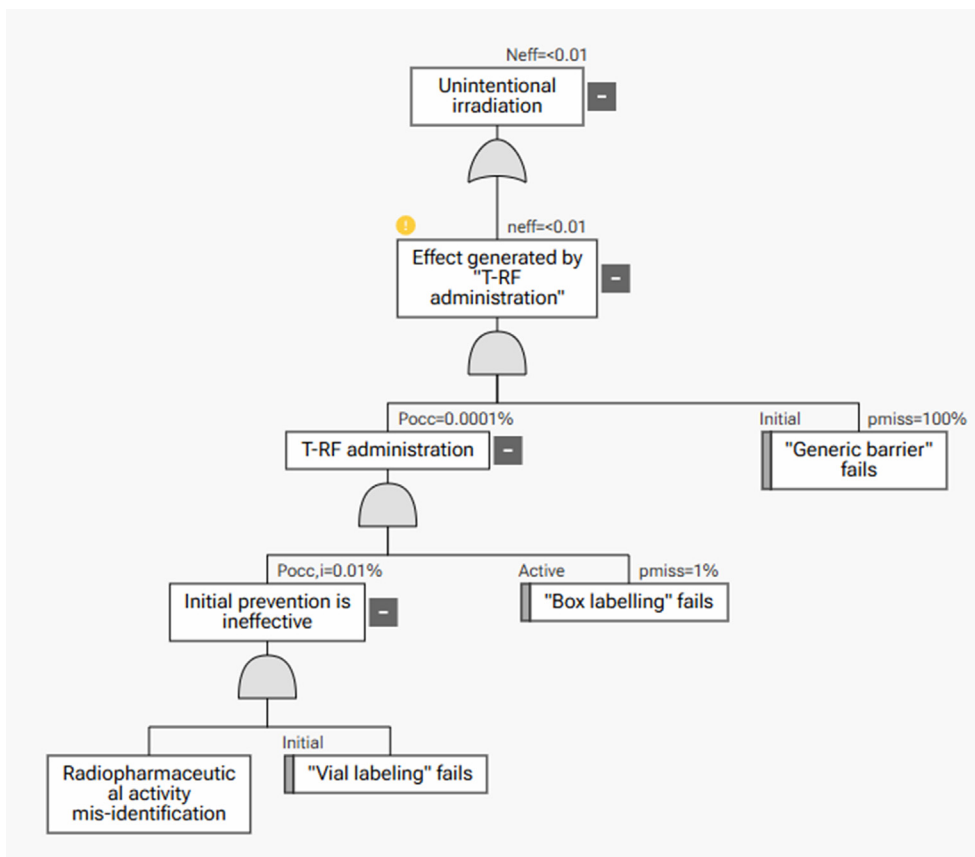 Neff=<0.01
Unintentional
irradiation
-
!
neff=<0.01
Effect generated by
"T-RF
administration"
-
Pocc=0.0001%
T-RF administration
-
Initial
pmiss=100%
"Generic barrier"
fails
Pocc,i=0.01%
Initial prevention is
ineffective
-
Active
pmiss=1%
"Box labelling" fails
Radiopharmaceutic
al activity
mis-identification
Initial
"Vial labeling" fails